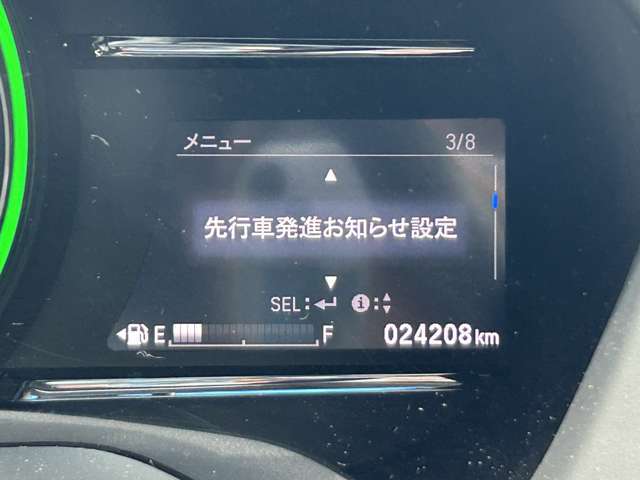 メニュー 3/8
先行車発進お知らせ設定
SEL: i:
E F 024208km